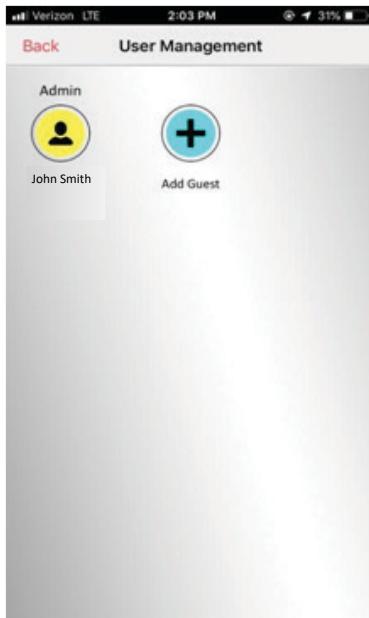 Verizon LTE 2:03 PM 31%
Back User Management
Admin
John Smith
Add Guest